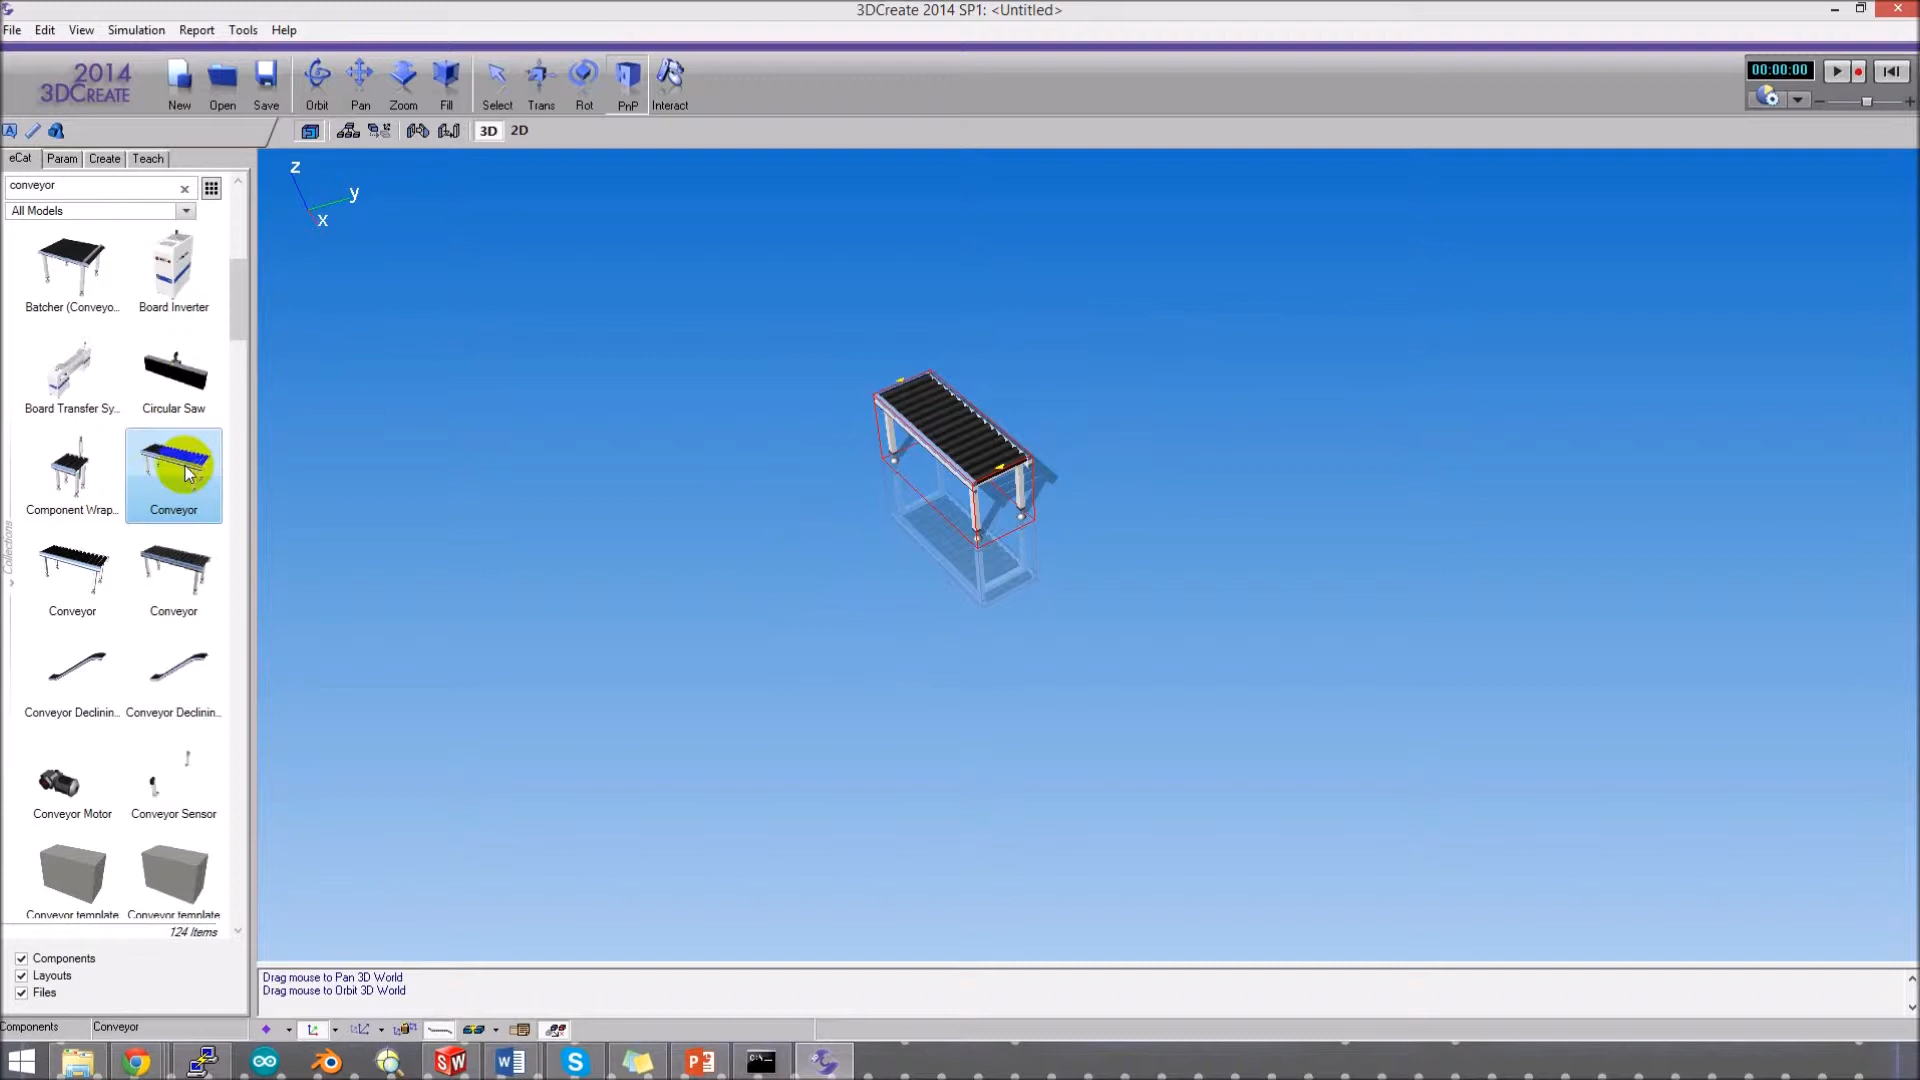 3DCreate 2014 SP1: <Untitled>
File Edit View Simulation Report Tools Help
2014
3DCREATE
New Open Save Orbit Pan Zoom Fill Select Trans Rot PnP Interact
00:00:00
3D 2D
eCat Param Create Teach
conveyor
All Models
Batcher (Conveyo... Board Inverter
Board Transfer Sy... Circular Saw
Component Wrap... Conveyor
Conveyor Conveyor
Conveyor Declinin... Conveyor Declinin...
Conveyor Motor Conveyor Sensor
Conveyor template Conveyor template
124 Items
Collections
Components
Layouts
Files
z
y
x
Drag mouse to Pan 3D World
Drag mouse to Orbit 3D World
Components Conveyor